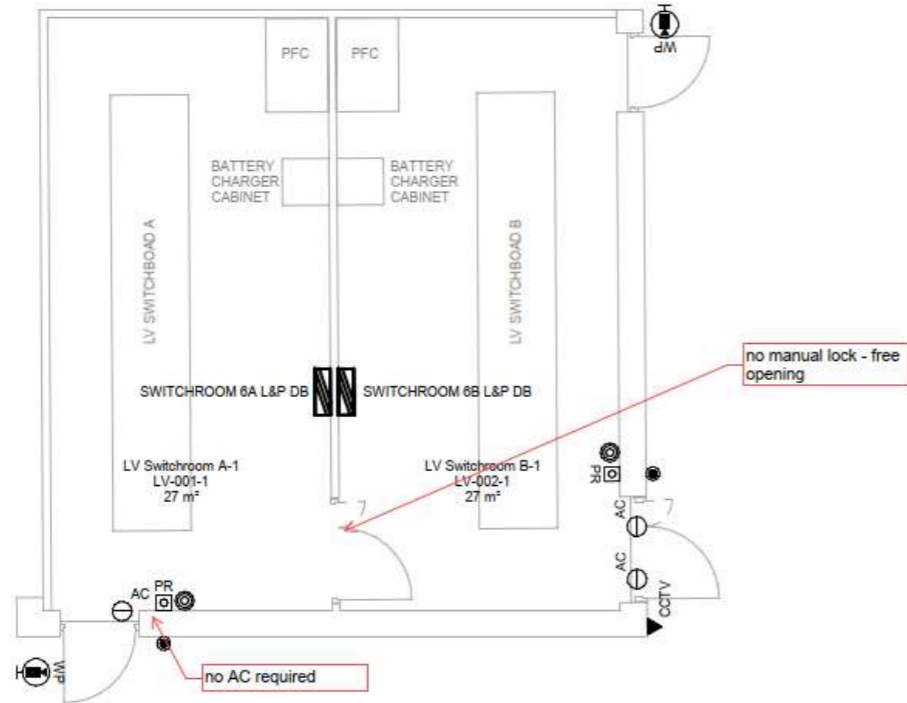 WP
PFC
PFC
BATTERY
CHARGER
CABINET
BATTERY
CHARGER
CABINET
LV SWITCHBOAD A
LV SWITCHBOAD B
no manual lock - free
opening
SWITCHROOM 6A L&P DB
SWITCHROOM 6B L&P DB
LV Switchroom A-1
LV-001-1
27 m²
LV Switchroom B-1
LV-002-1
27 m²
PR
AC
AC
CCTV
AC
PR
WP
no AC required